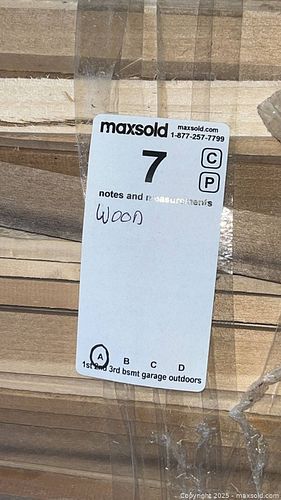 maxsold maxsold.com
1-877-257-7799
7
C
P
notes and measurements
WOOD
A B C D
1st 2nd 3rd bsmt garage outdoors
Copyright 2025 - maxsold.com